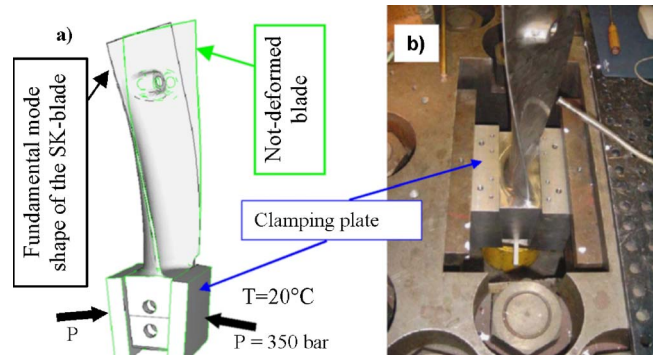 a)
Fundamental mode
shape of the SK-blade
Not-deformed
blade
b)
Clamping plate
T=20°C
P
P = 350 bar